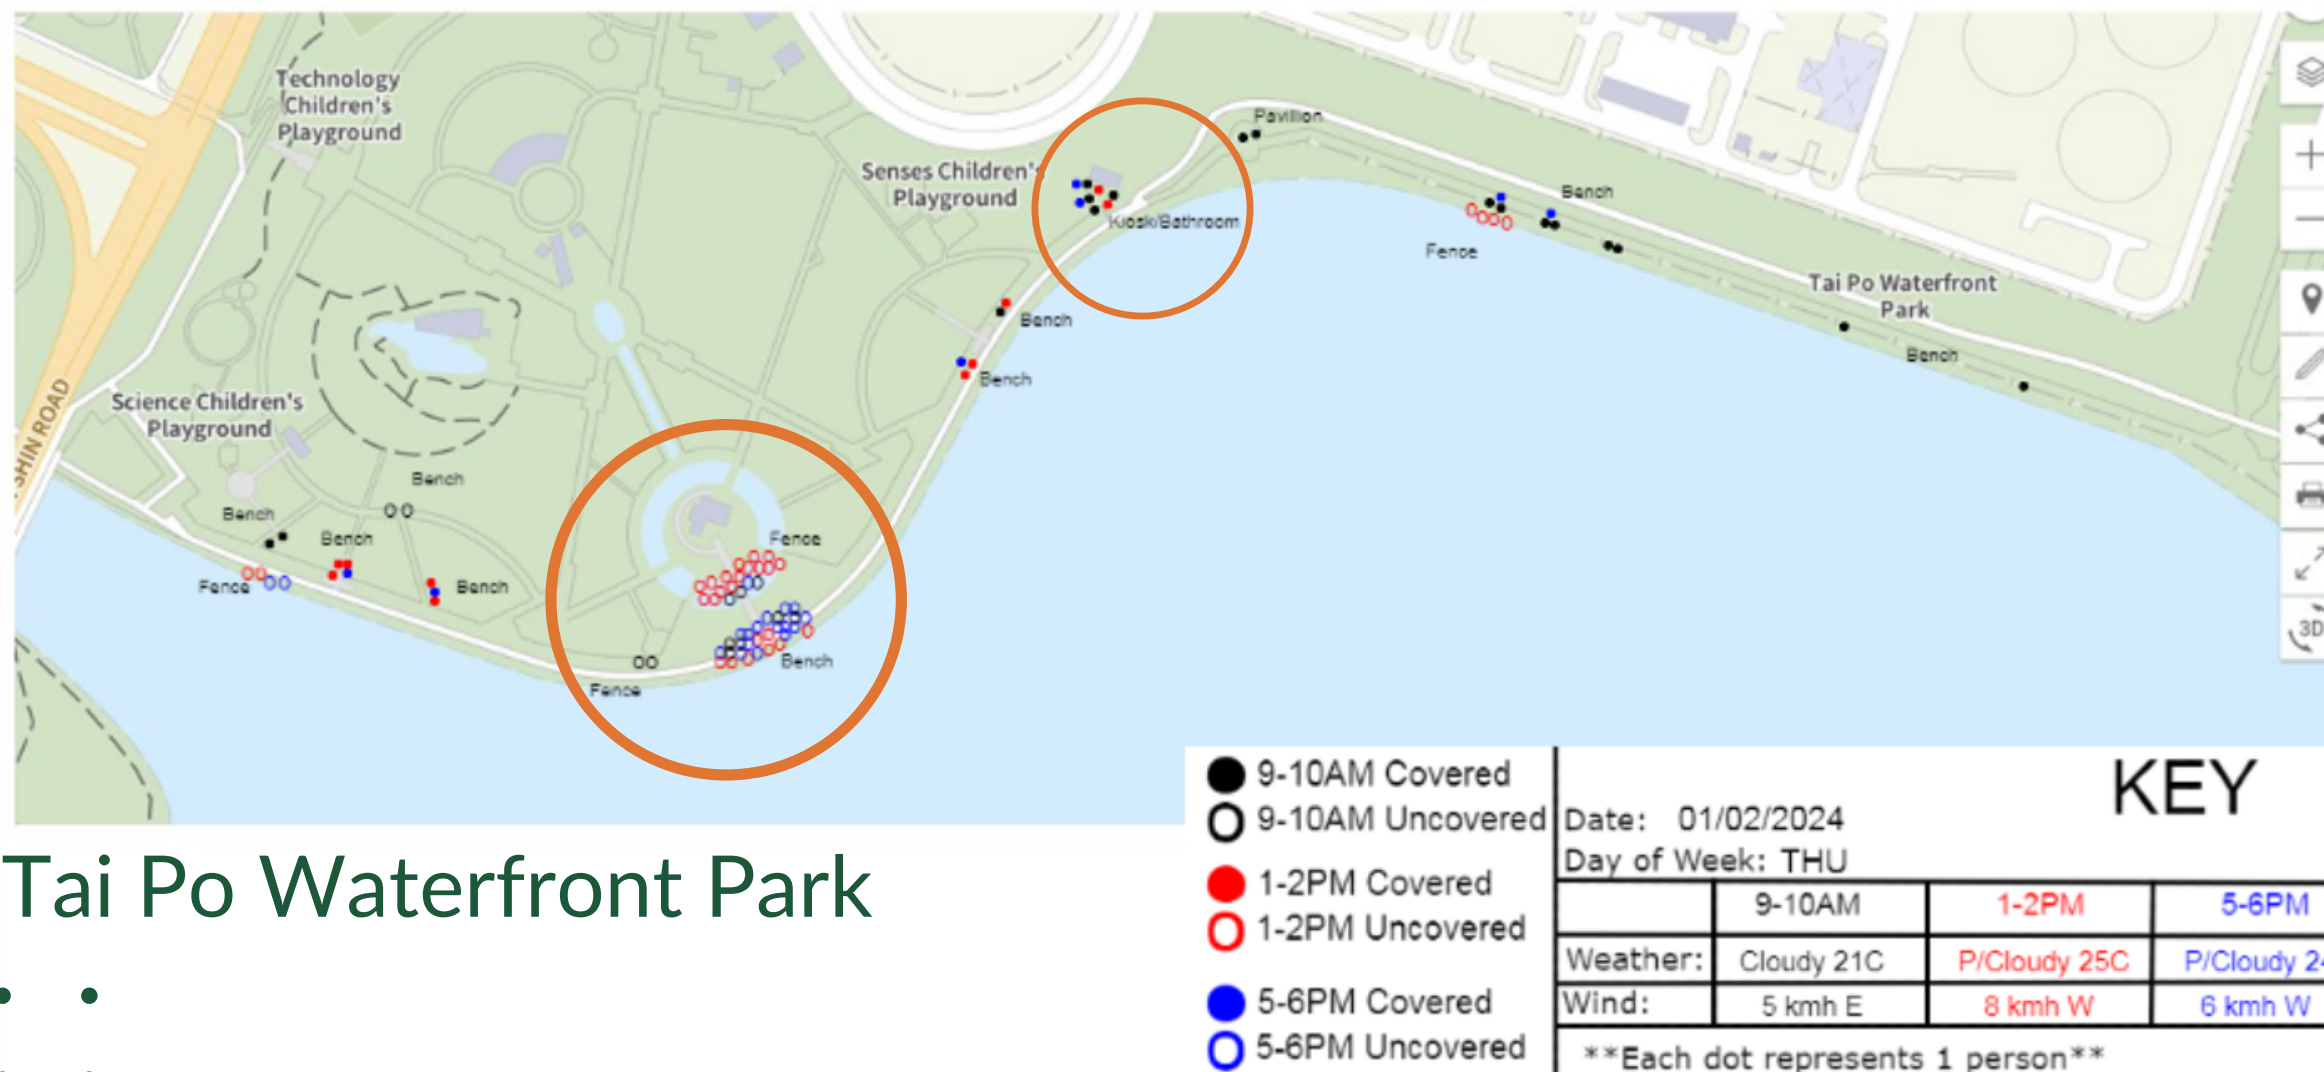 Technology
Children's
Playground
Pavilion
Senses Children's
Playground
Kiosk/Bathroom
Bench
Fence
Tai Po Waterfront
Park
Bench
Bench
Bench
SHIN ROAD
Science Children's
Playground
Bench
Bench
Bench
Fence
Fence
Bench
Bench
Fence
3D
KEY
9-10AM Covered
9-10AM Uncovered
1-2PM Covered
1-2PM Uncovered
5-6PM Covered
5-6PM Uncovered
Date: 01/02/2024
Day of Week: THU
9-10AM 1-2PM 5-6PM
Weather: Cloudy 21C P/Cloudy 25C P/Cloudy 24
Wind: 5 kmh E 8 kmh W 6 kmh W
**Each dot represents 1 person**
Tai Po Waterfront Park